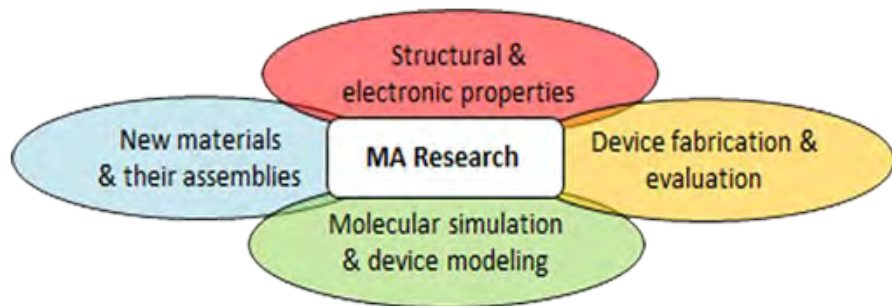 Structural &
electronic properties
New materials
& their assemblies
MA Research
Device fabrication &
evaluation
Molecular simulation
& device modeling